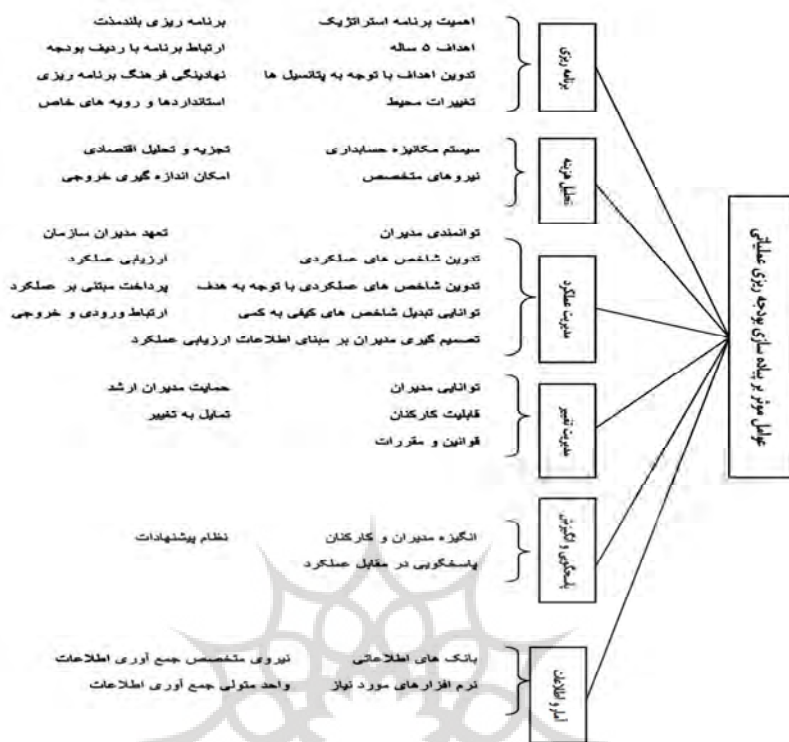 عوامل موثر بر پیاده سازی بودجه ریزی عملیاتی
برنامه ریزی
اهمیت برنامه استراتژیک برنامه ریزی بلندمدت
اهداف ۵ ساله ارتباط برنامه با ردیف بودجه
تدوین اهداف با توجه به پتانسیل ها نهادینگی فرهنگ برنامه ریزی
تغییرات محیط استانداردها و رویه های خاص
تحلیل هزینه
سیستم مکانیزه حسابداری تجزیه و تحلیل اقتصادی
نیروهای متخصص امکان اندازه گیری خروجی
مدیریت عملکرد
توانمندی مدیران تعهد مدیران سازمان
تدوین شاخص های عملکردی ارزیابی عملکرد
تدوین شاخص های عملکردی با توجه به هدف پرداخت مبتنی بر عملکرد
توانایی تبدیل شاخص های کیفی به کمی ارتباط ورودی و خروجی
تصمیم گیری مدیران بر مبنای اطلاعات ارزیابی عملکرد
مدیریت تغییر
توانایی مدیران حمایت مدیران ارشد
قابلیت کارکنان تمایل به تغییر
قوانین و مقررات
پاسخگویی و انگیزش
انگیزه مدیران و کارکنان نظام پیشنهادات
پاسخگویی در مقابل عملکرد
آمار و اطلاعات
بانک های اطلاعاتی نیروی متخصص جمع آوری اطلاعات
نرم افزارهای مورد نیاز واحد متولی جمع آوری اطلاعات